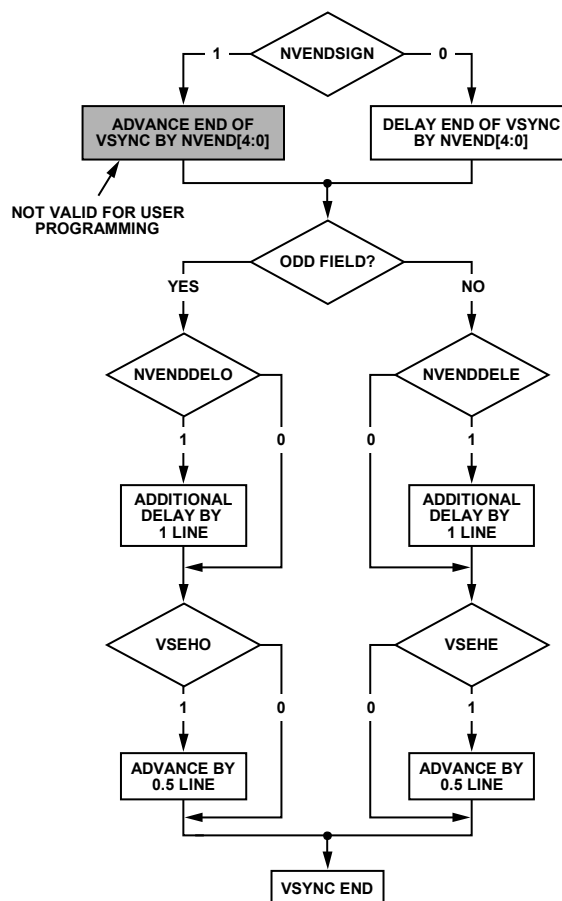 NVENDSIGN
1
0
ADVANCE END OF
VSYNC BY NVEND[4:0]
DELAY END OF VSYNC
BY NVEND[4:0]
NOT VALID FOR USER
PROGRAMMING
ODD FIELD?
YES
NO
NVENDDELO
NVENDDELE
1
0
0
1
ADDITIONAL
DELAY BY
1 LINE
ADDITIONAL
DELAY BY
1 LINE
VSEHO
VSEHE
1
0
0
1
ADVANCE BY
0.5 LINE
ADVANCE BY
0.5 LINE
VSYNC END